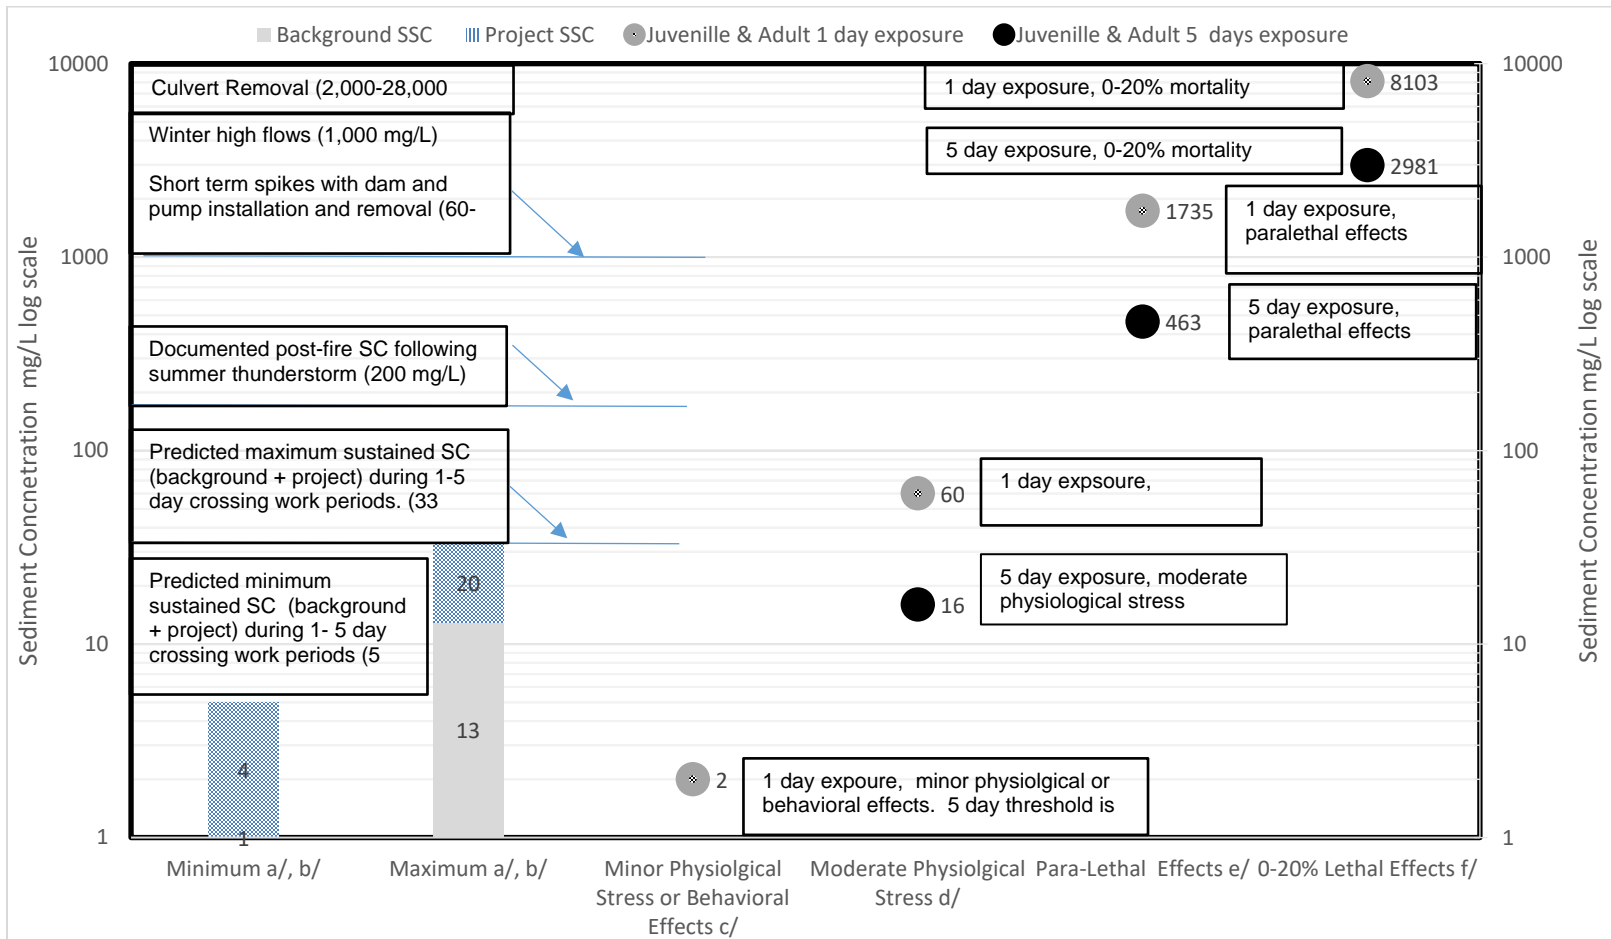 Background SSC
Project SSC
Juvenille & Adult 1 day exposure
Juvenille & Adult 5 days exposure
10000
1000
100
10
1
Sediment Concnetration mg/L log scale
Culvert Removal (2,000-28,000
Winter high flows (1,000 mg/L)
Short term spikes with dam and
pump installation and removal (60-
Documented post-fire SC following
summer thunderstorm (200 mg/L)
Predicted maximum sustained SC
(background + project) during 1-5
day crossing work periods. (33
Predicted minimum
sustained SC (background
+ project) during 1- 5 day
crossing work periods (5
4
1
20
13
1 day exposure, 0-20% mortality
8103
5 day exposure, 0-20% mortality
2981
1735
1 day exposure,
paralethal effects
463
5 day exposure,
paralethal effects
60
1 day expsoure,
16
5 day exposure, moderate
physiological stress
2
1 day expoure, minor physiolgical or
behavioral effects. 5 day threshold is
10000
1000
100
10
1
Sediment Concentration mg/L log scale
Minimum a/, b/
Maximum a/, b/
Minor Physiolgical
Stress or Behavioral
Effects c/
Moderate Physiolgical
Stress d/
Para-Lethal Effects e/
0-20% Lethal Effects f/